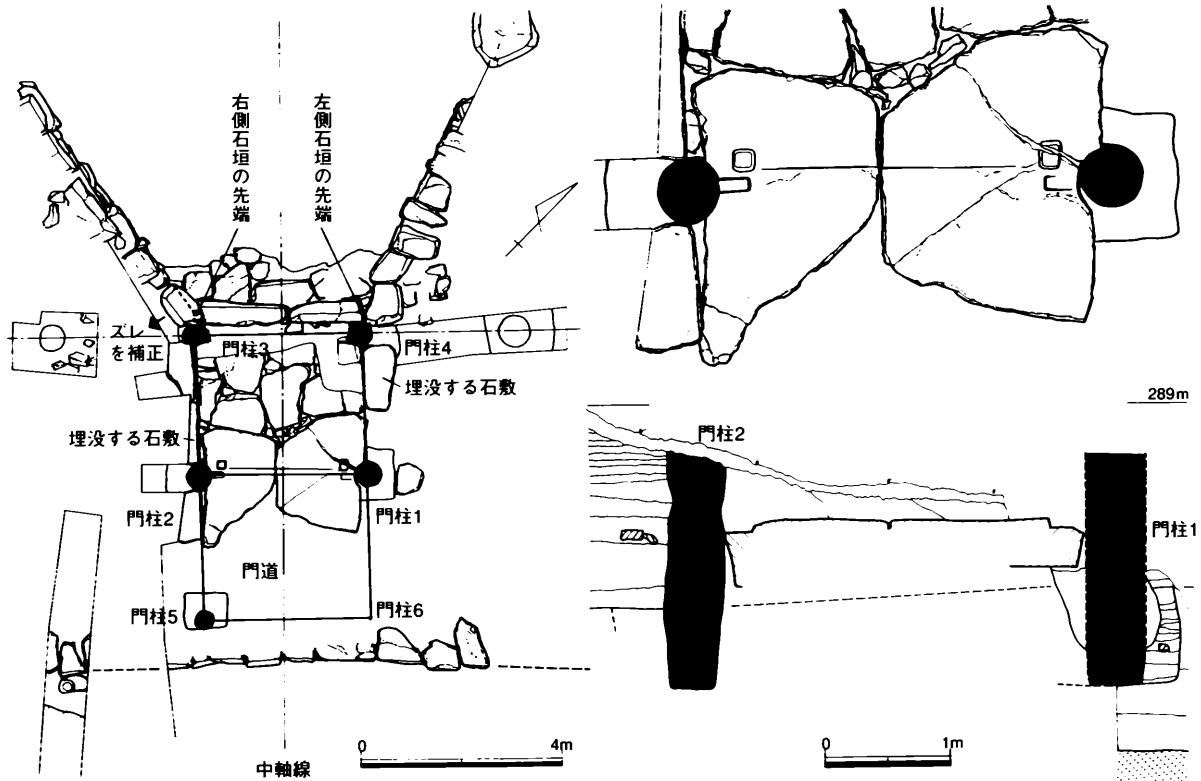 右側石垣の先端
左側石垣の先端
ズレ
を補正
門柱3
門柱4
埋没する石敷
埋没する石敷
門柱2
門柱1
門道
門柱5
門柱6
中軸線
0
4m
289m
門柱2
門柱1
0
1m